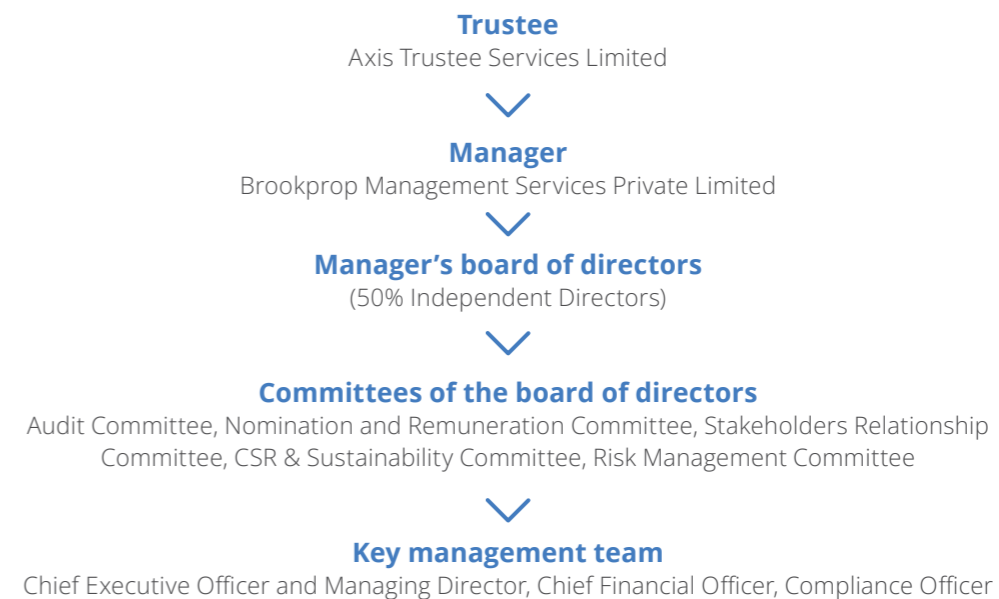 Trustee
Axis Trustee Services Limited
Manager
Brookprop Management Services Private Limited
Manager’s board of directors
(50% Independent Directors)
Committees of the board of directors
Audit Committee, Nomination and Remuneration Committee, Stakeholders Relationship
Committee, CSR & Sustainability Committee, Risk Management Committee
Key management team
Chief Executive Officer and Managing Director, Chief Financial Officer, Compliance Officer